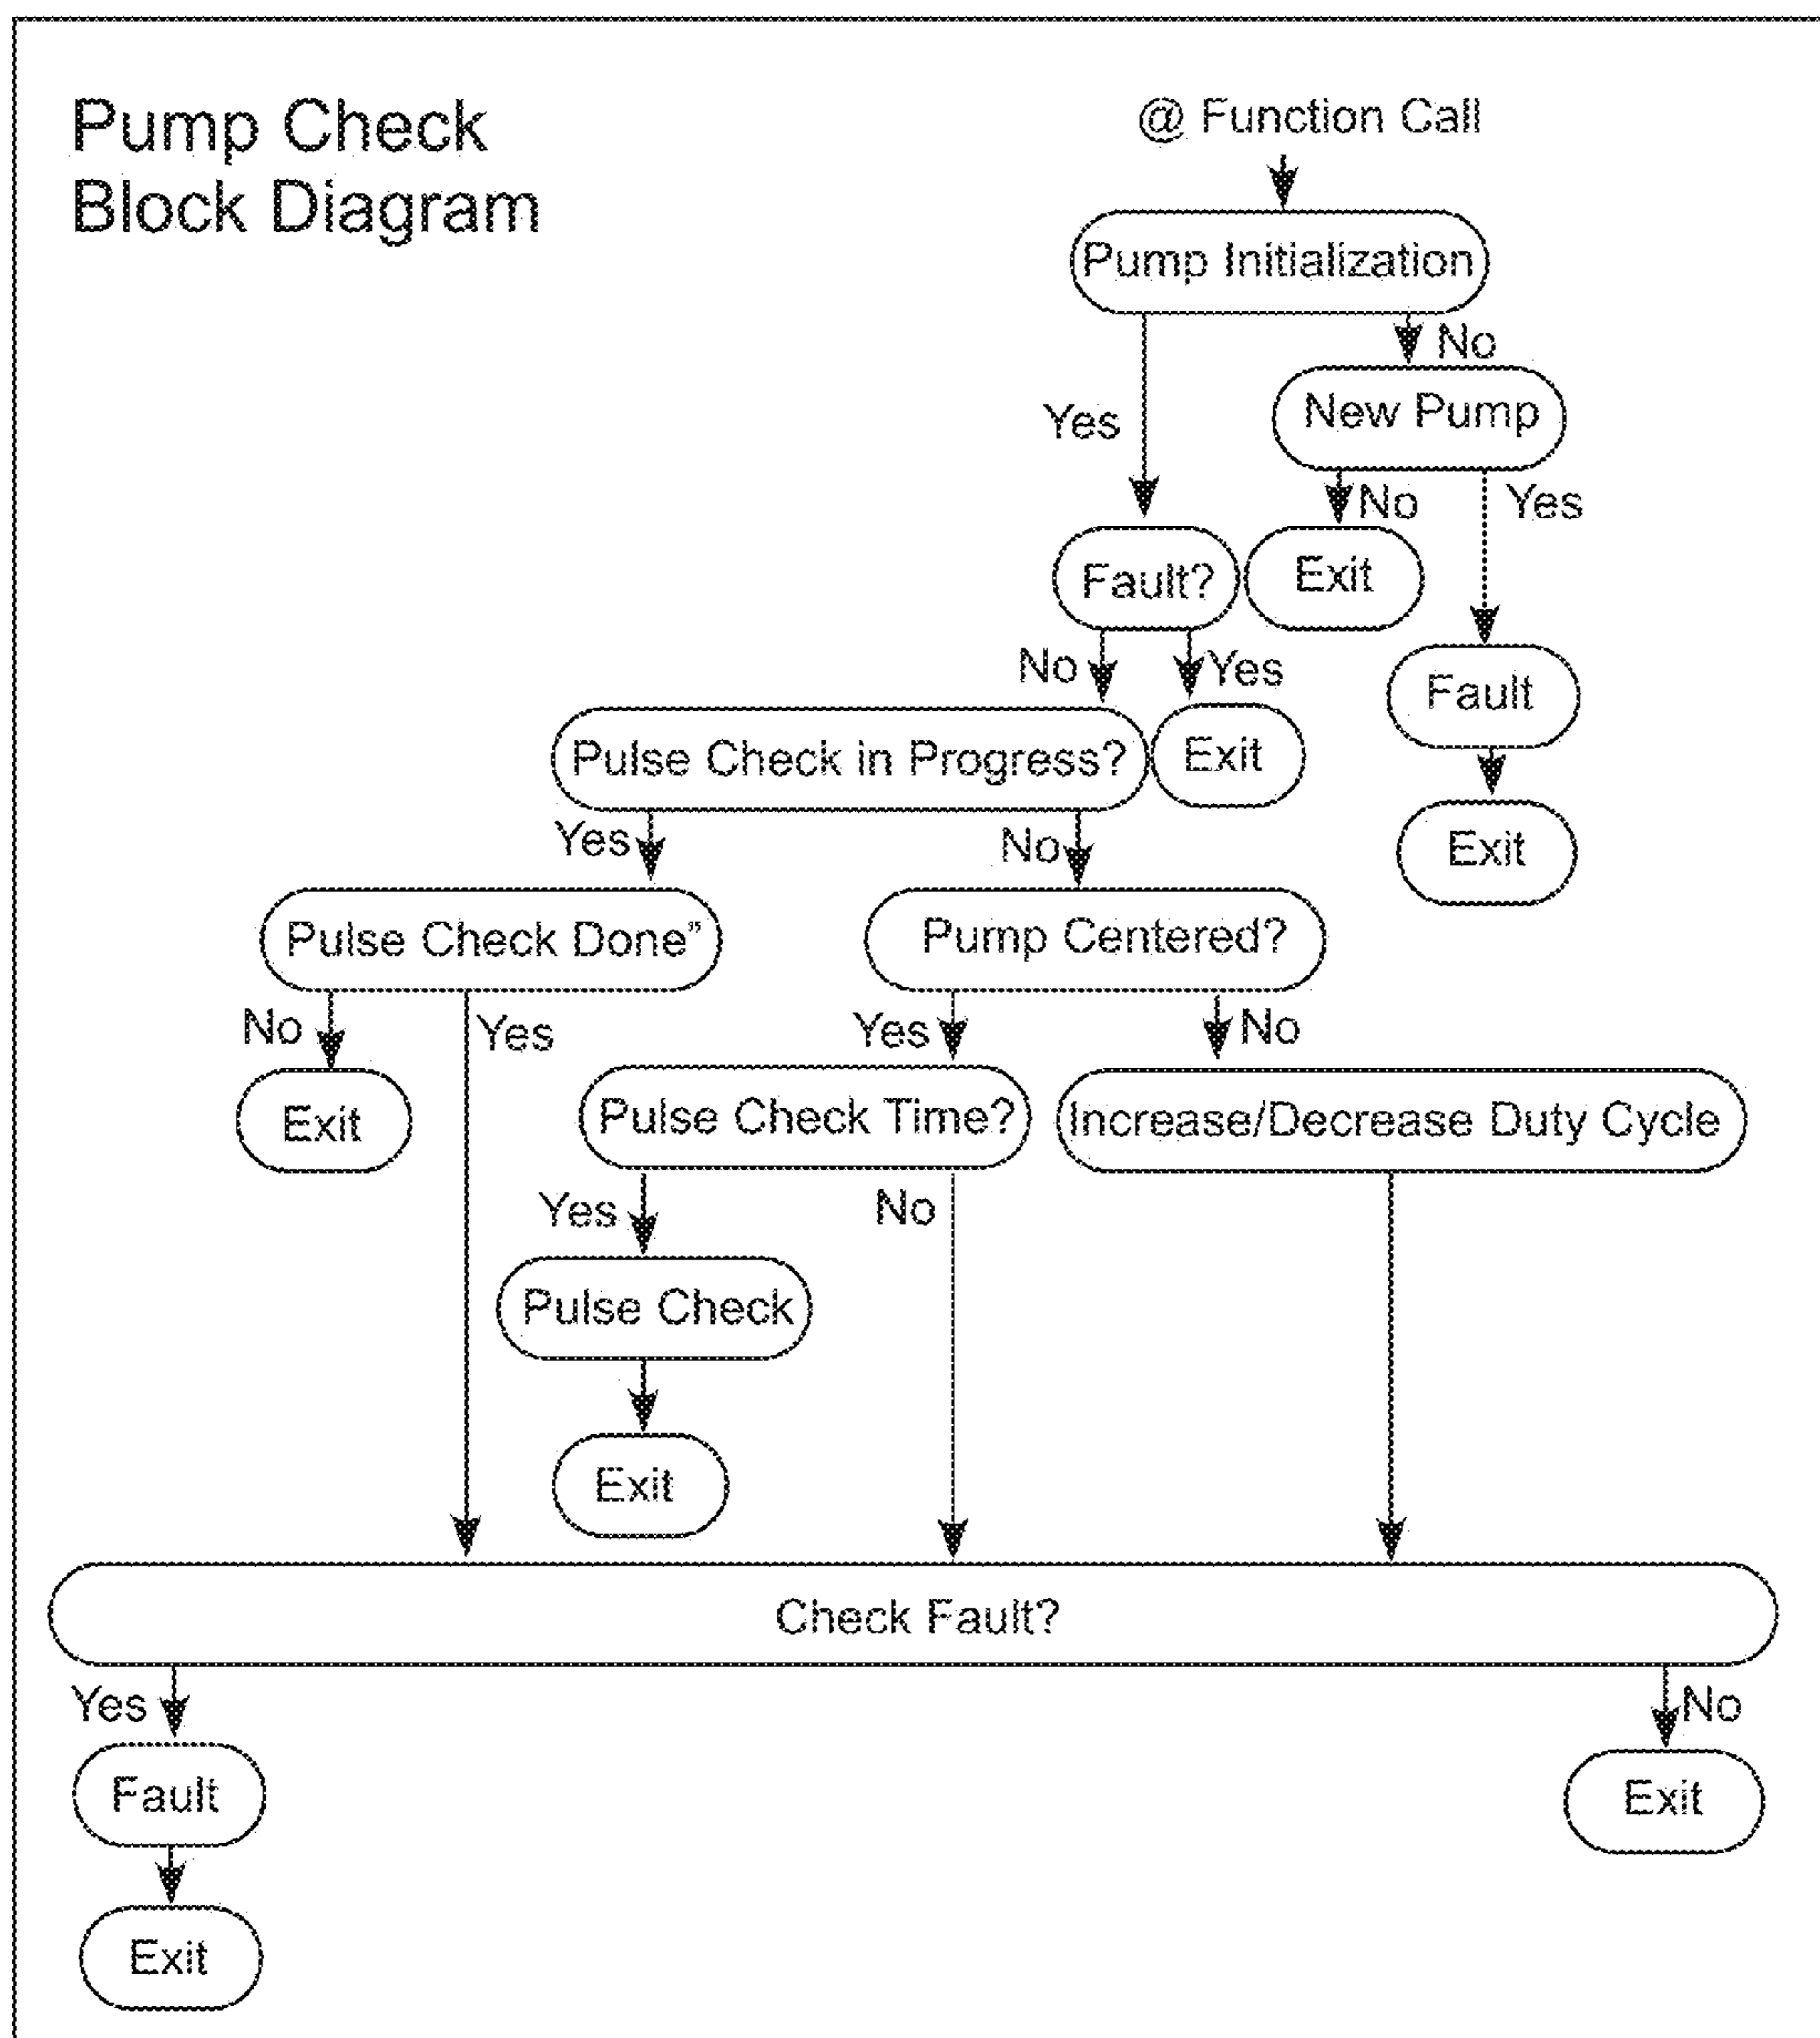 Pump Check
Block Diagram
@ Function Call
Pump Initialization
No
New Pump
Yes
No
Yes
Fault?
Exit
No
Yes
Fault
Pulse Check in Progress?
Exit
Yes
No
Exit
Pulse Check Done”
Pump Centered?
No
Yes
Yes
No
Exit
Pulse Check Time?
Increase/Decrease Duty Cycle
Yes
No
Pulse Check
Exit
Check Fault?
Yes
No
Fault
Exit
Exit